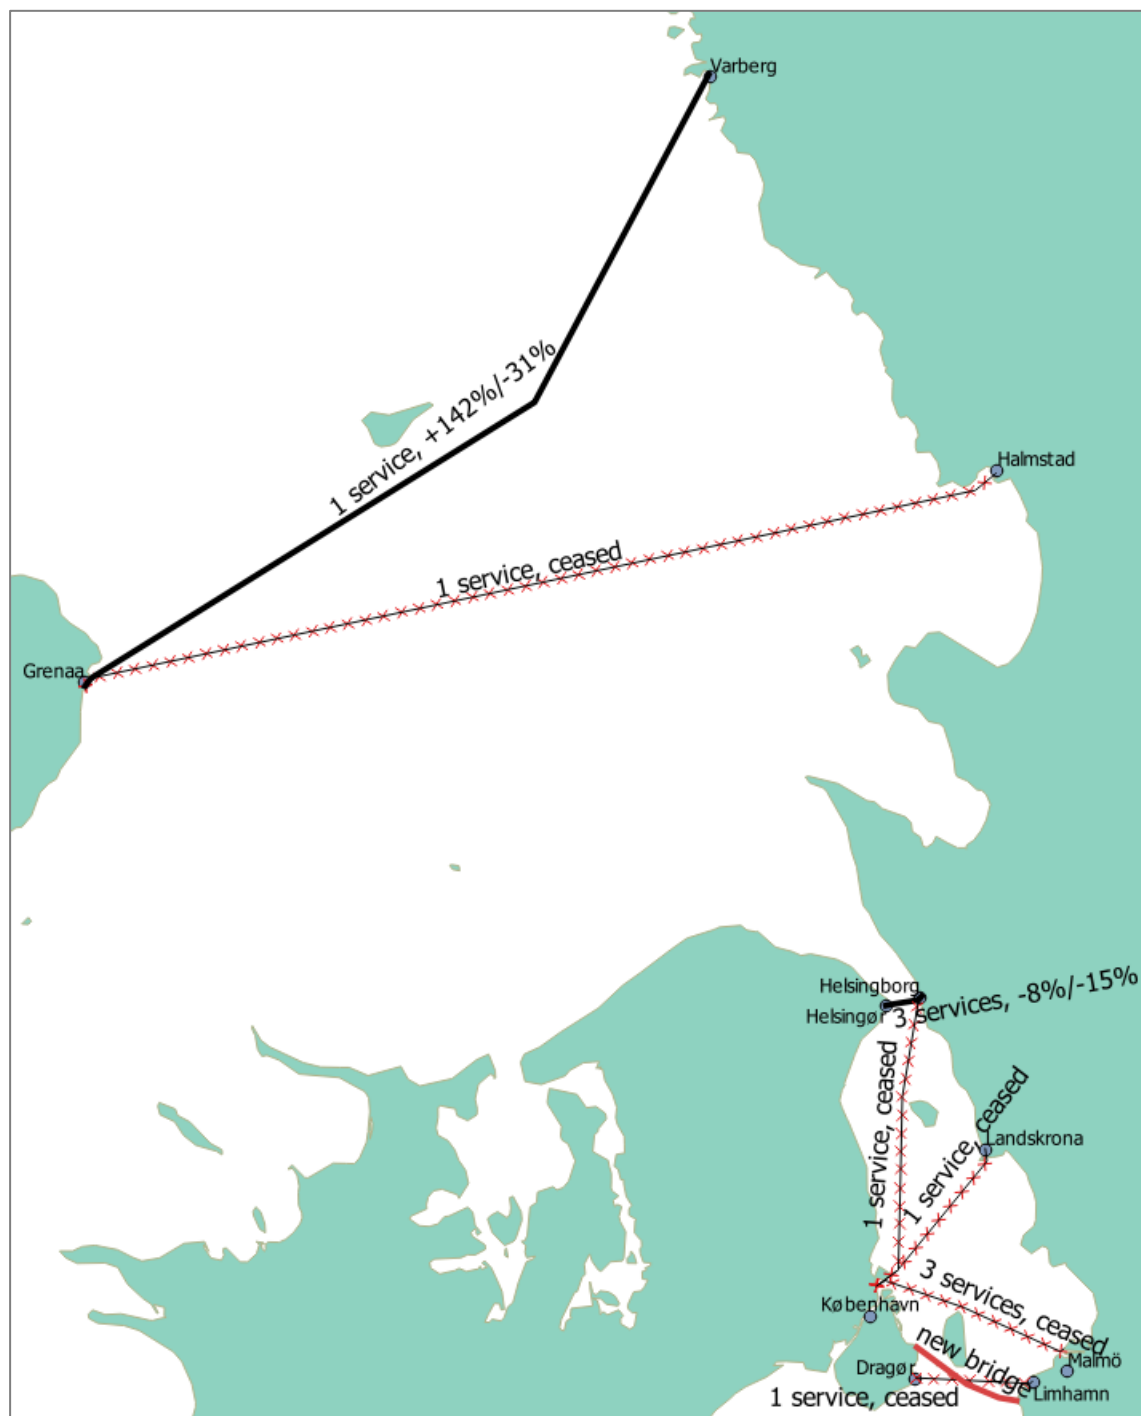 Varberg
1 service, +142%/-31%
Halmstad
1 service, ceased
Grenaa
Helsingborg
Helsingør
3 services, -8%/-15%
1 service, ceased
1 service, ceased
Landskrona
3 services, ceased
København
new bridge
Malmö
Dragør
Limhamn
1 service, ceased